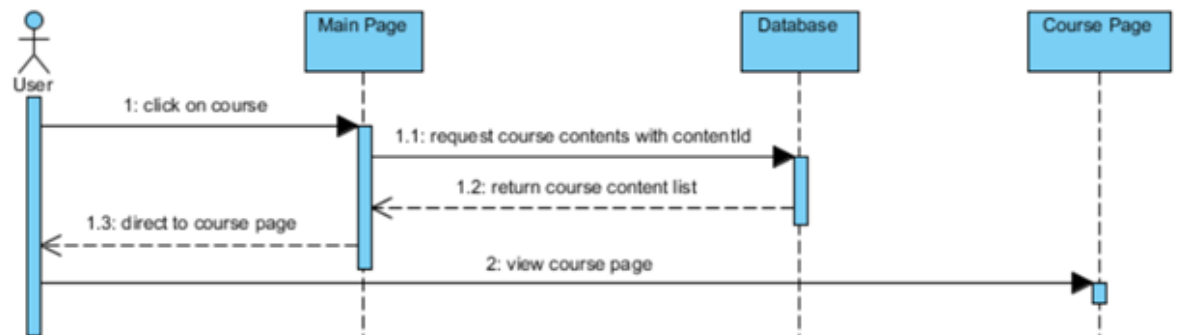 Main Page
Database
Course Page
User
1: click on course
1.1: request course contents with contentId
1.2: return course content list
1.3: direct to course page
2: view course page